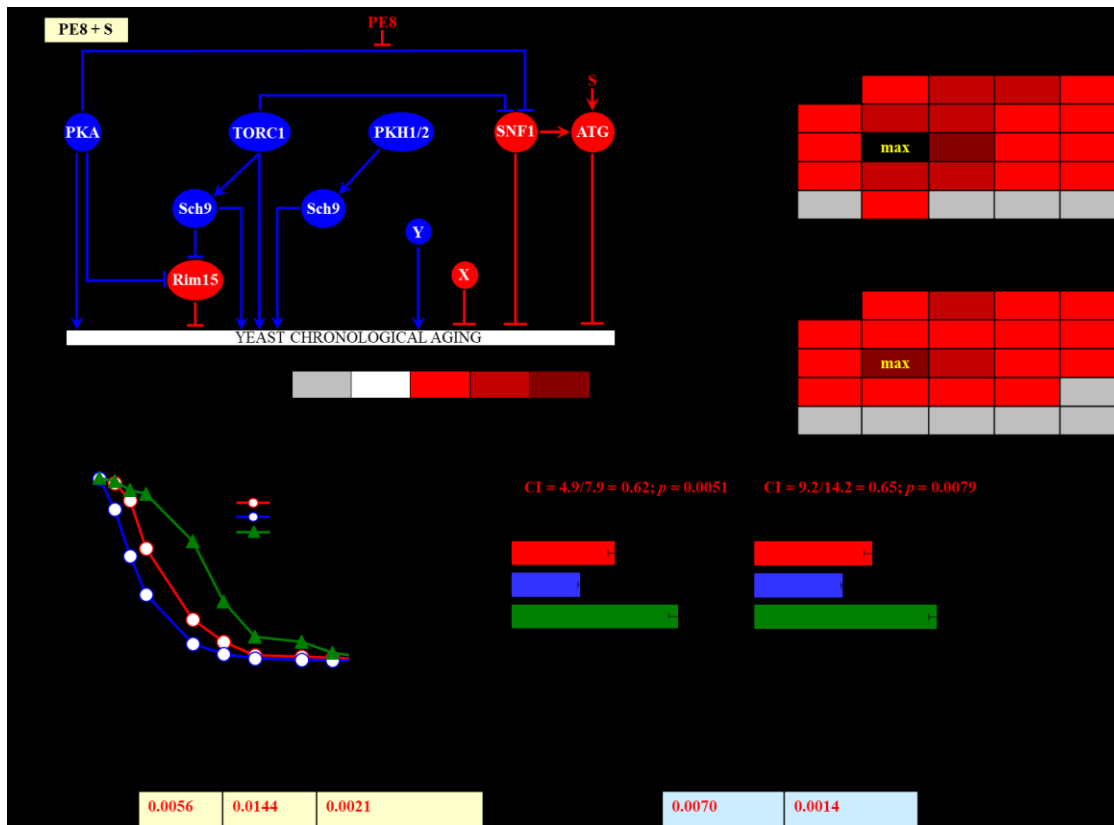 PE8 + S
PE8
S
PKA
TORC1
PKH1/2
SNF1
ATG
max
Sch9
Sch9
Y
Rim15
X
YEAST CHRONOLOGICAL AGING
max
CI = 4.9/7.9 = 0.62; p = 0.0051
CI = 9.2/14.2 = 0.65; p = 0.0079
0.0056 0.0144 0.0021
0.0070 0.0014